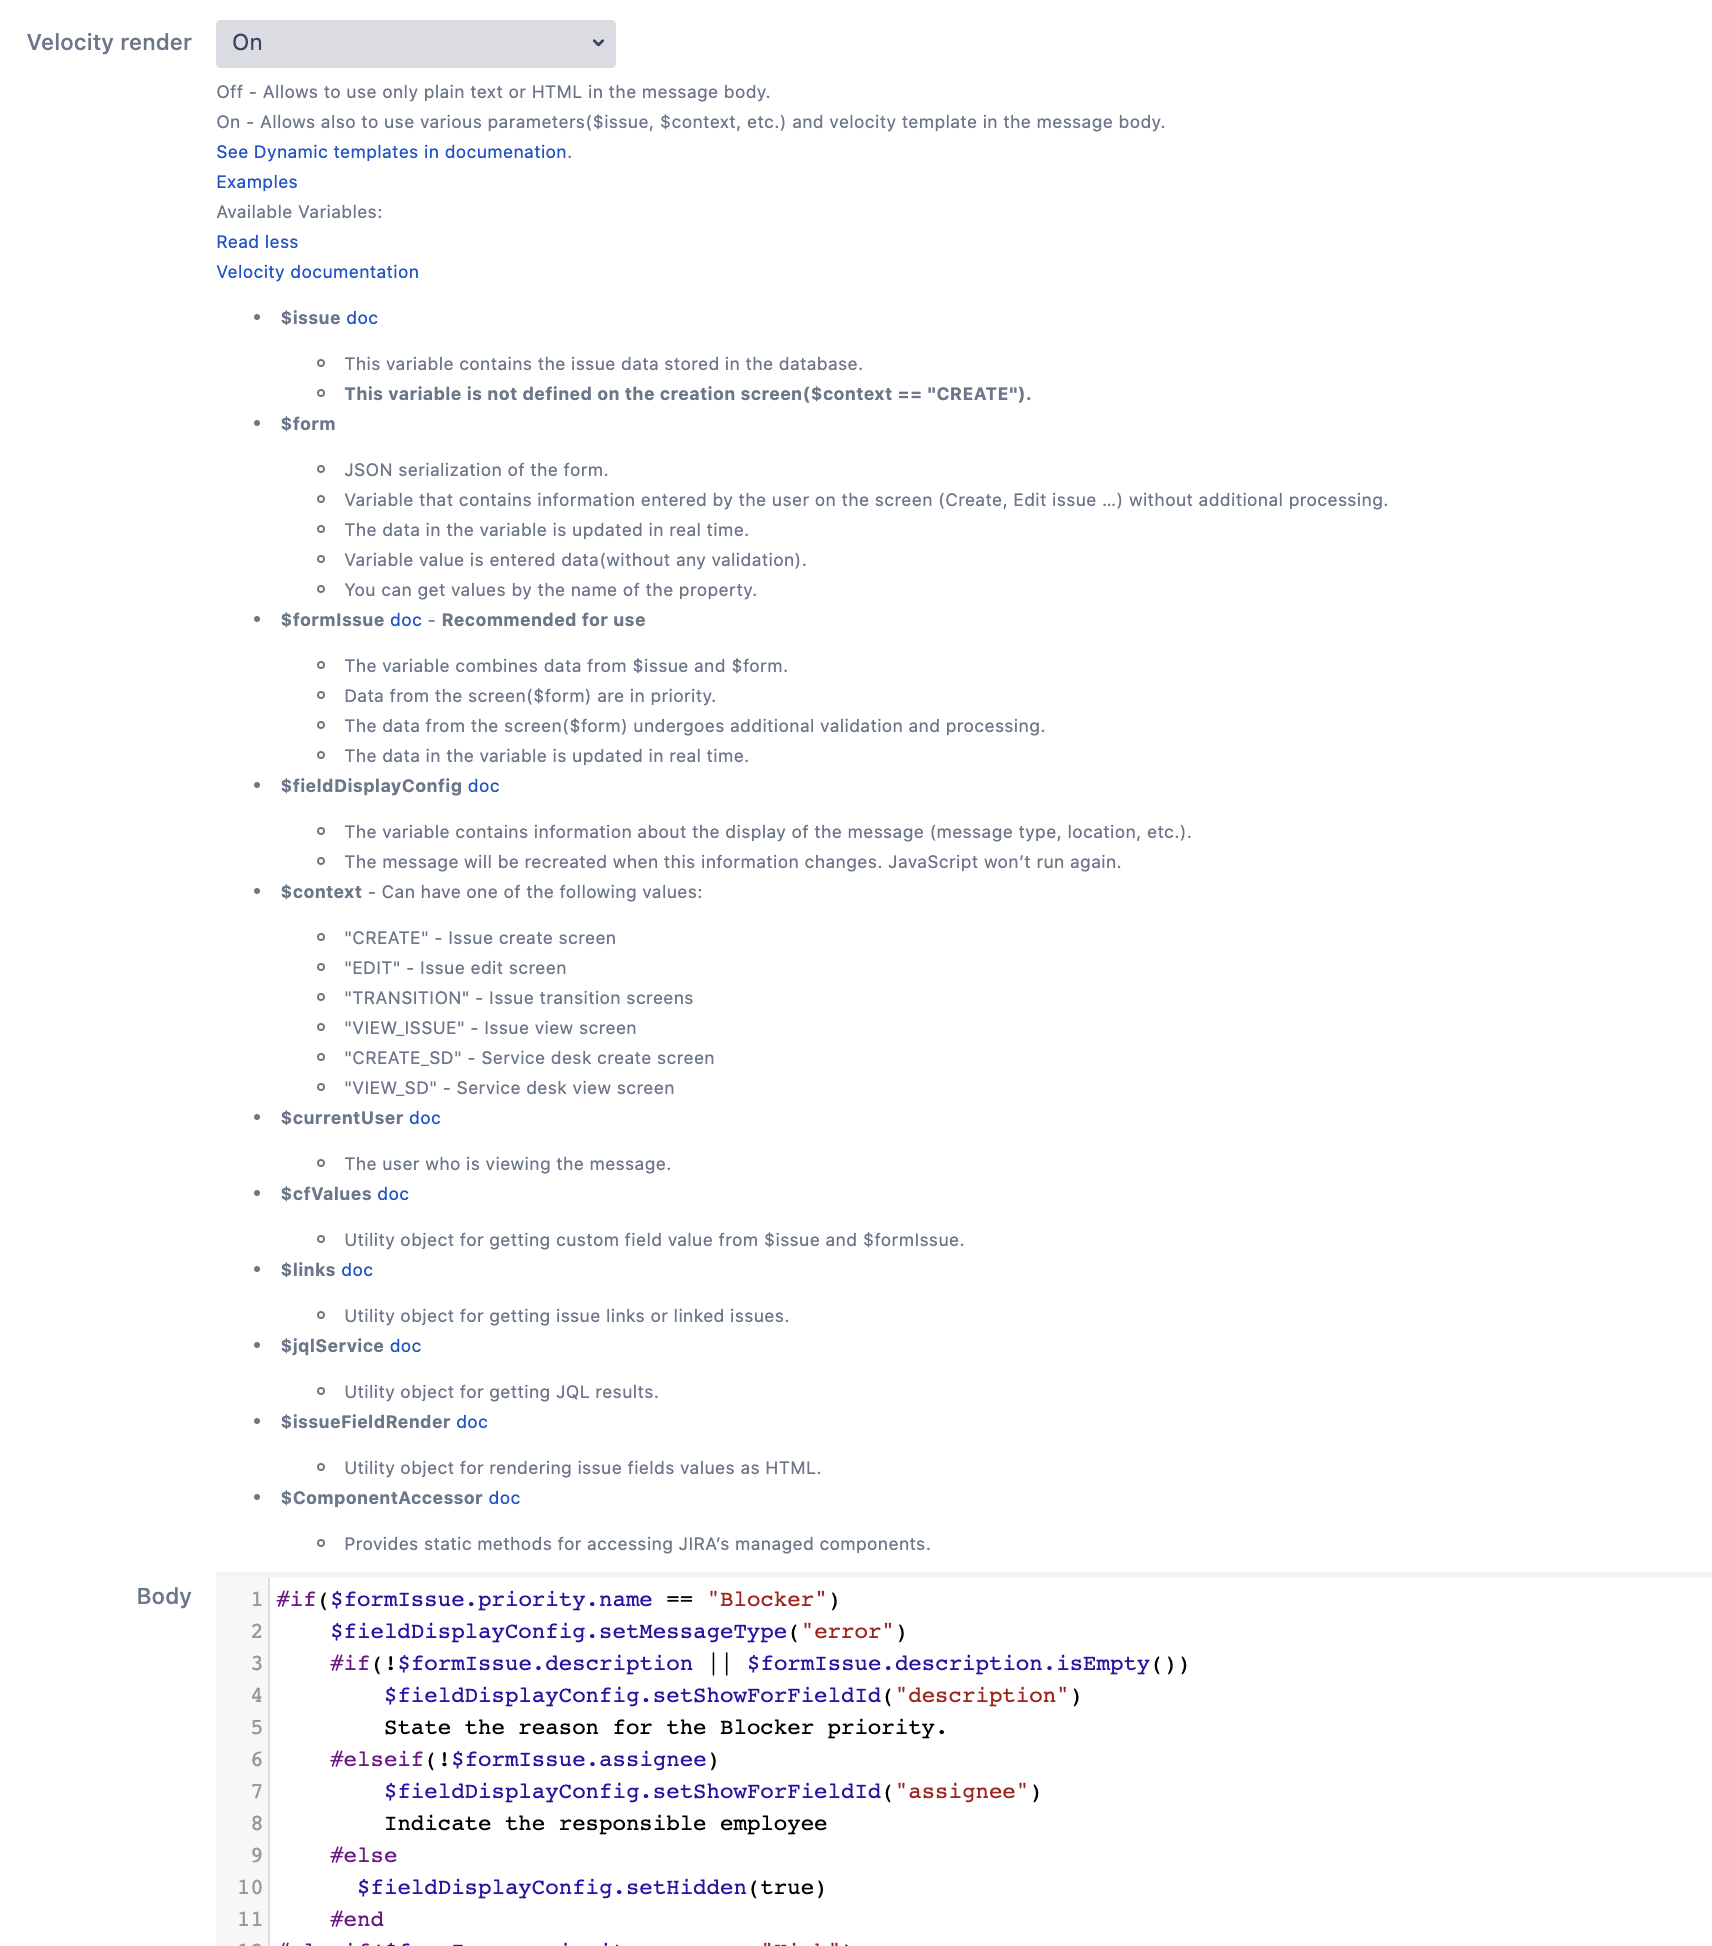 Velocity render
On
Off - Allows to use only plain text or HTML in the message body.
On - Allows also to use various parameters($issue, $context, etc.) and velocity template in the message body.
See Dynamic templates in documenation.
Examples
Available Variables:
Read less
Velocity documentation
$issue doc
This variable contains the issue data stored in the database.
This variable is not defined on the creation screen($context == "CREATE").
$form
JSON serialization of the form.
Variable that contains information entered by the user on the screen (Create, Edit issue ...) without additional processing.
The data in the variable is updated in real time.
Variable value is entered data(without any validation).
You can get values by the name of the property.
$formIssue doc - Recommended for use
The variable combines data from $issue and $form.
Data from the screen($form) are in priority.
The data from the screen($form) undergoes additional validation and processing.
The data in the variable is updated in real time.
$fieldDisplayConfig doc
The variable contains information about the display of the message (message type, location, etc.).
The message will be recreated when this information changes. JavaScript won’t run again.
$context - Can have one of the following values:
"CREATE" - Issue create screen
"EDIT" - Issue edit screen
"TRANSITION" - Issue transition screens
"VIEW_ISSUE" - Issue view screen
"CREATE_SD" - Service desk create screen
"VIEW_SD" - Service desk view screen
$currentUser doc
The user who is viewing the message.
$cfValues doc
Utility object for getting custom field value from $issue and $formIssue.
$links doc
Utility object for getting issue links or linked issues.
$jqlService doc
Utility object for getting JQL results.
$issueFieldRender doc
Utility object for rendering issue fields values as HTML.
$ComponentAccessor doc
Provides static methods for accessing JIRA’s managed components.
Body
1 #if($formIssue.priority.name == "Blocker")
2 $fieldDisplayConfig.setMessageType("error")
3 #if(!$formIssue.description || $formIssue.description.isEmpty())
4 $fieldDisplayConfig.setShowForFieldId("description")
5 State the reason for the Blocker priority.
6 #elseif(!$formIssue.assignee)
7 $fieldDisplayConfig.setShowForFieldId("assignee")
8 Indicate the responsible employee
9 #else
10 $fieldDisplayConfig.setHidden(true)
11 #end